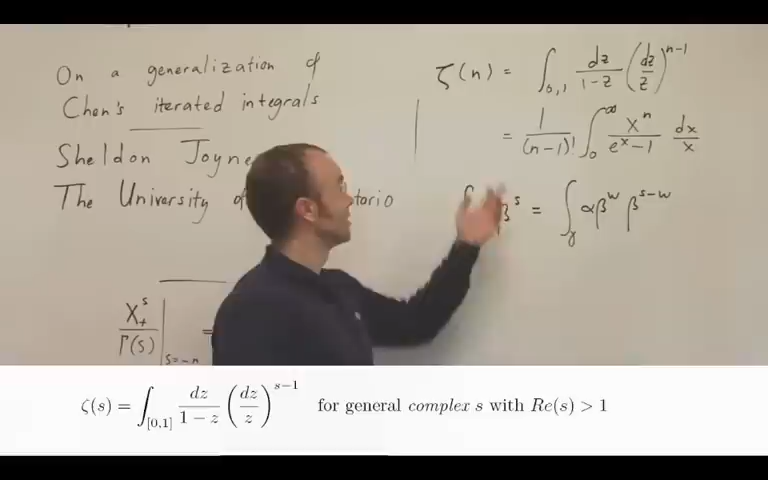 On a generalization of
Chen's iterated integrals
Sheldon Joyne
The University of tario
ζ(n) = ∫_{0,1} dz/(1-z) (dz/z)^{n-1}
= 1/(n-1)! ∫_0^∞ x^n/(e^x-1) dx/x
β^s = ∫_γ αβ^w β^{s-w}
X_+^s/Γ(s) |_{s=-n} =
ζ(s) = ∫_{[0,1]} dz/(1-z) (dz/z)^{s-1} for general complex s with Re(s) > 1